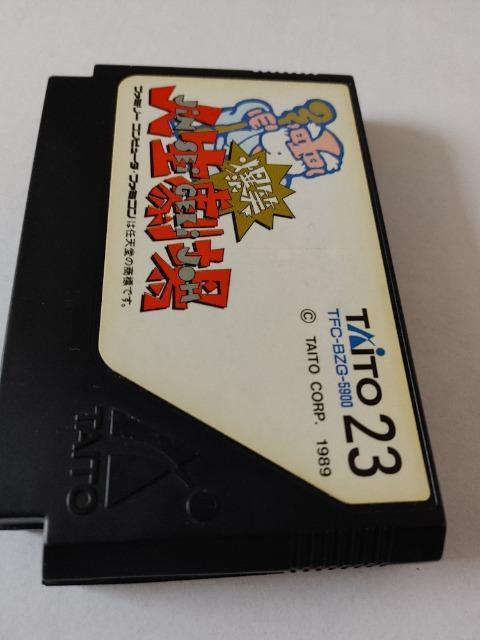 爆笑
人生劇場
JINSEI GEKIJOH
ファミリー コンピュータ・ファミコンは任天堂の商標です。
TAITO 23
TFC-BZG-5900
© TAITO CORP. 1989
TAITO